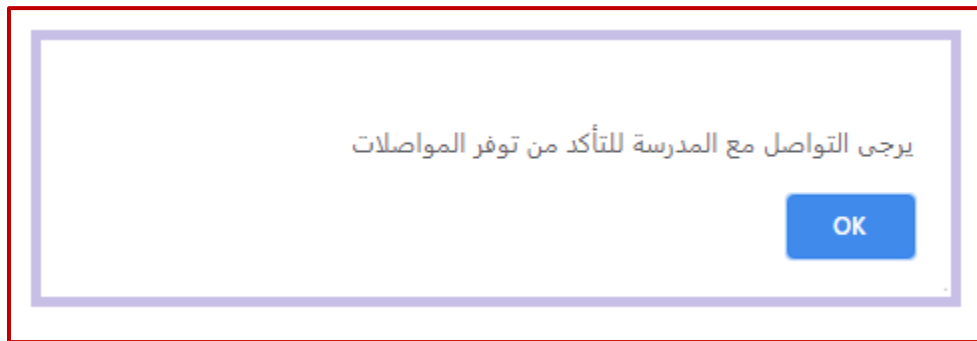 يرجى التواصل مع المدرسة للتأكد من توفر المواصلات
OK